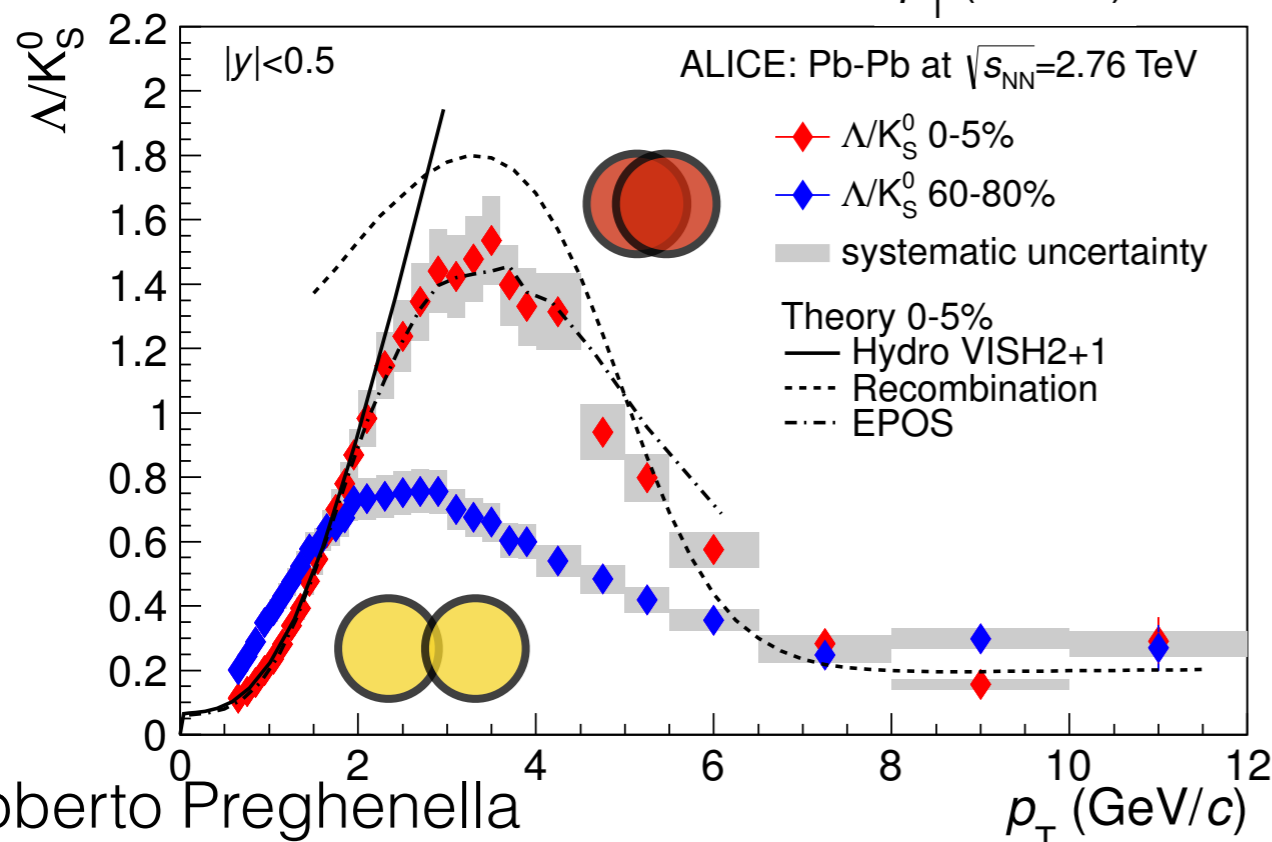 2.2
Λ/K⁰S
|y|<0.5
ALICE: Pb-Pb at √sNN=2.76 TeV
2
Λ/K⁰S 0-5%
1.8
Λ/K⁰S 60-80%
1.6
systematic uncertainty
1.4
Theory 0-5%
Hydro VISH2+1
1.2
Recombination
1
EPOS
0.8
0.6
0.4
0.2
0
0 2 4 6 8 10 12
oberto Preghenella
pT (GeV/c)